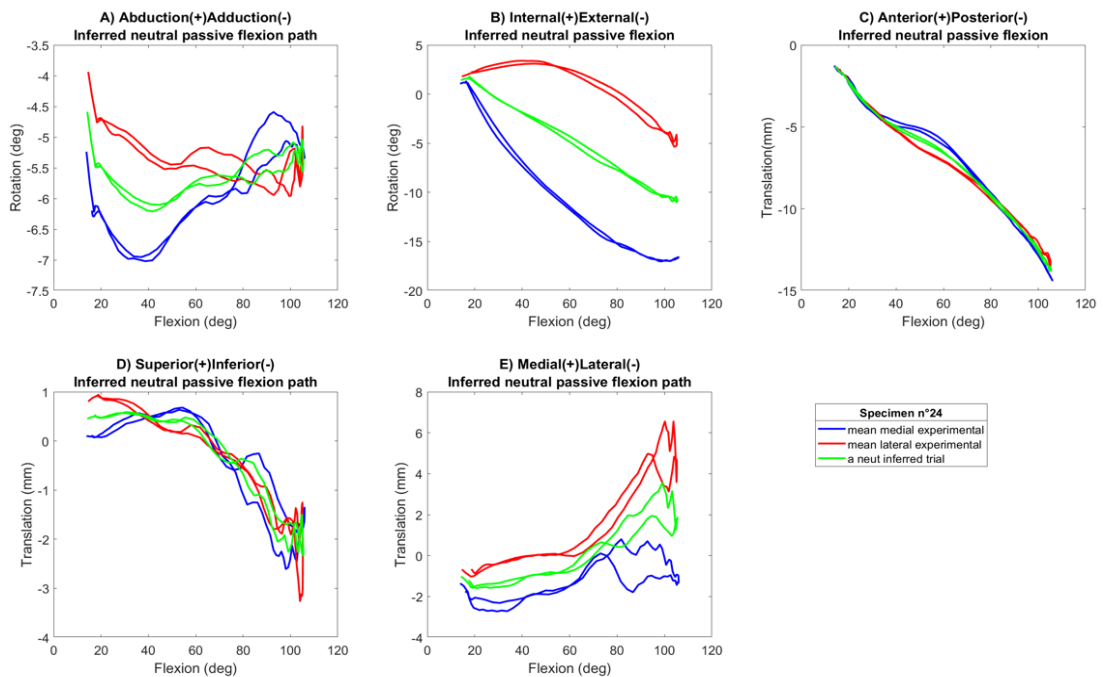 A) Abduction(+)Adduction(-)
Inferred neutral passive flexion path
Rotation (deg)
-3.5
-4
-4.5
-5
-5.5
-6
-6.5
-7
-7.5
0 20 40 60 80 100 120
Flexion (deg)
B) Internal(+)External(-)
Inferred neutral passive flexion
Rotation (deg)
5
0
-5
-10
-15
-20
0 20 40 60 80 100 120
Flexion (deg)
C) Anterior(+)Posterior(-)
Inferred neutral passive flexion
Translation(mm)
0
-5
-10
-15
0 20 40 60 80 100 120
Flexion (deg)
D) Superior(+)Inferior(-)
Inferred neutral passive flexion path
Translation (mm)
1
0
-1
-2
-3
-4
0 20 40 60 80 100 120
Flexion (deg)
E) Medial(+)Lateral(-)
Inferred neutral passive flexion path
Translation (mm)
8
6
4
2
0
-2
-4
0 20 40 60 80 100 120
Flexion (deg)
Specimen n°24
mean medial experimental
mean lateral experimental
a neut inferred trial